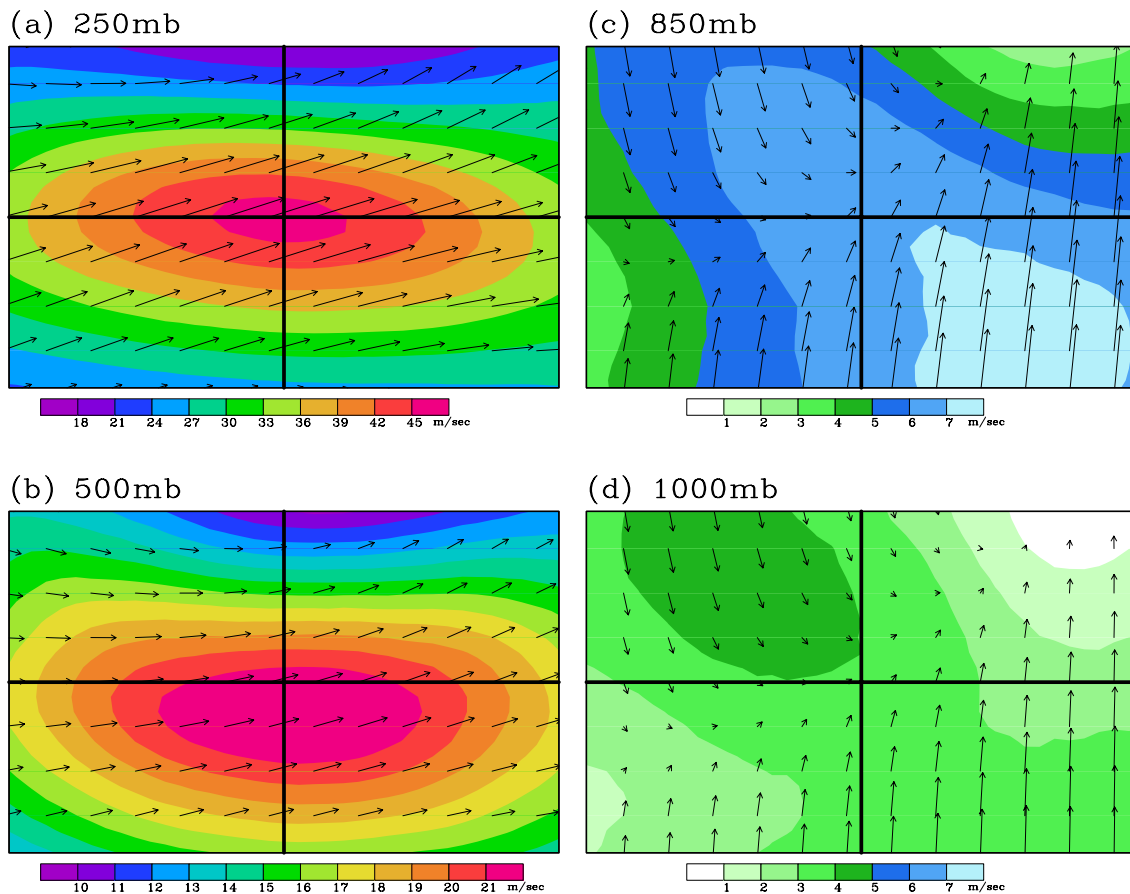 (a) 250mb
18 21 24 27 30 33 36 39 42 45 m/sec
(b) 500mb
10 11 12 13 14 15 16 17 18 19 20 21 m/sec
(c) 850mb
1 2 3 4 5 6 7 m/sec
(d) 1000mb
1 2 3 4 5 6 7 m/sec